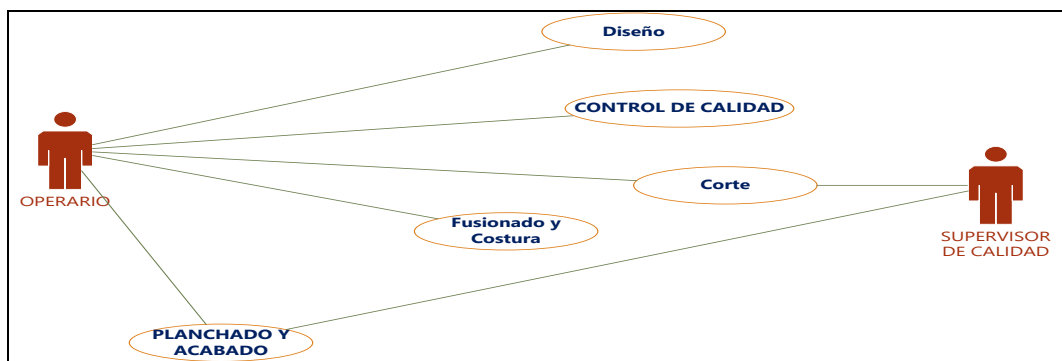 Diseño
CONTROL DE CALIDAD
Corte
OPERARIO
Fusionado y
Costura
SUPERVISOR
DE CALIDAD
PLANCHADO Y
ACABADO